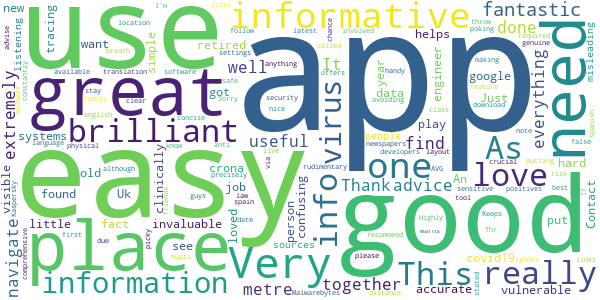 new
tracing
location
I'm
use
informative
sites
fantastic
follow
latest
throw
advise
listening
want
breath
simple
retired
settings
helps
involved
chance
called
poking
required
genuine
done
misleading
great
app
need
extremely
constantly
available
translation
software
well
It
year
engineer
anything
handy
avoiding
making
google
download
everything
stay
safe
offers
data
feature
brilliant
virus
one
As
Just
simply
clear
english
concise
Sorry
got
security
nice
class
play
find
note
false
spanish
systems
useful
people
hard
language
physical
anti
know
newspapers
developers
layout
love
visible
easy
good
old
although
job
crona
live
rudimentary
AVG
crucial
putting
Contact
found
Uk
via
Kaspersky
clinically
precisely
guys
law
spain
info
Thank
advice
An
sensitive
positives
risk
best
If
place
navigate
little
fact
invaluable
loved
date
person
confusing
tool
Highly
Keeps
Thr
put
comprehensive
first
due
see
picky
multi
sources
please
recommend
covid19
ignore
links
information
Very
metre
Malwarebytes
together
distance
This
accurate
stated
really
vulnerable